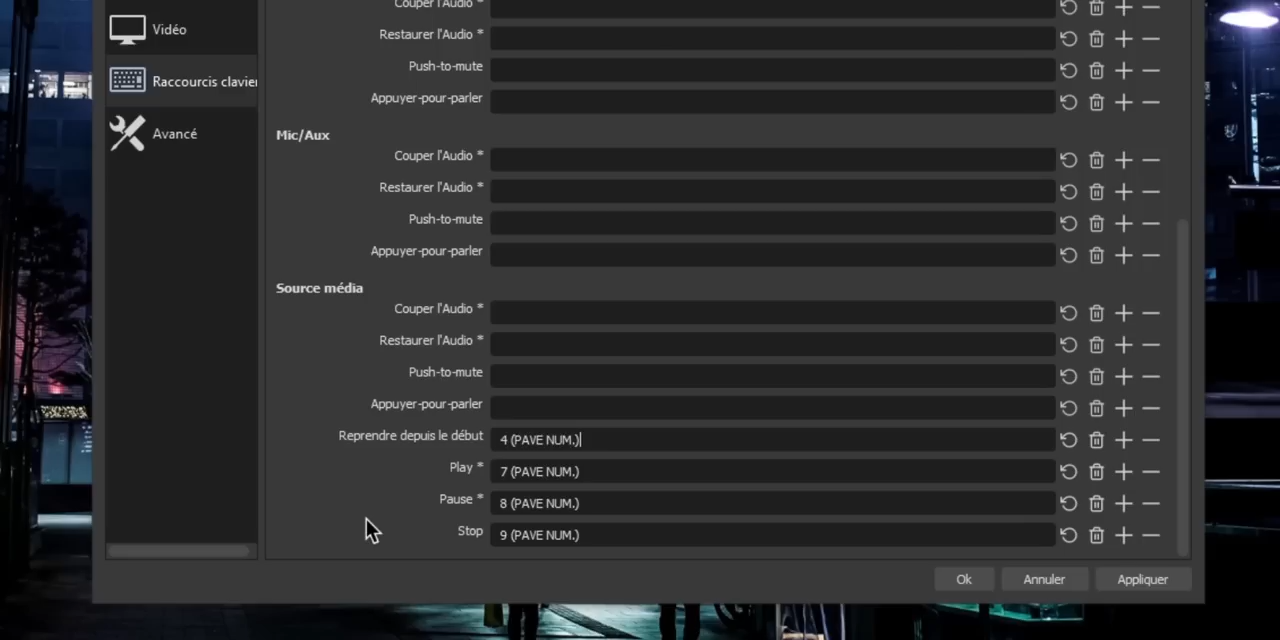 Vidéo
Raccourcis clavier
Avancé
Couper l'Audio *
Restaurer l'Audio *
Push-to-mute
Appuyer-pour-parler
Mic/Aux
Couper l'Audio *
Restaurer l'Audio *
Push-to-mute
Appuyer-pour-parler
Source média
Couper l'Audio *
Restaurer l'Audio *
Push-to-mute
Appuyer-pour-parler
Reprendre depuis le début 4 (PAVE NUM.)
Play * 7 (PAVE NUM.)
Pause * 8 (PAVE NUM.)
Stop 9 (PAVE NUM.)
Ok Annuler Appliquer